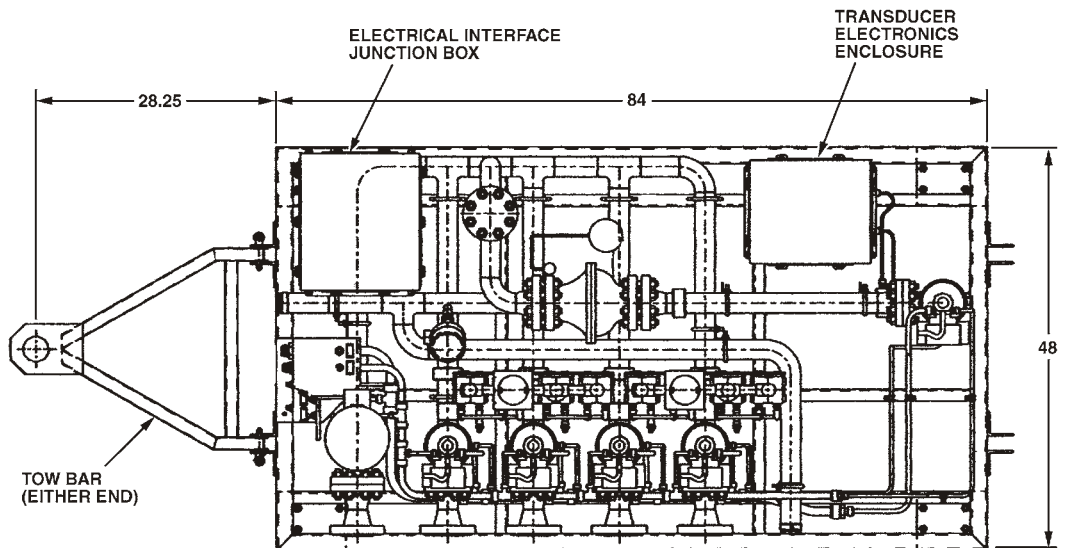 ELECTRICAL INTERFACE
JUNCTION BOX
TRANSDUCER
ELECTRONICS
ENCLOSURE
28.25
84
48
TOW BAR
(EITHER END)